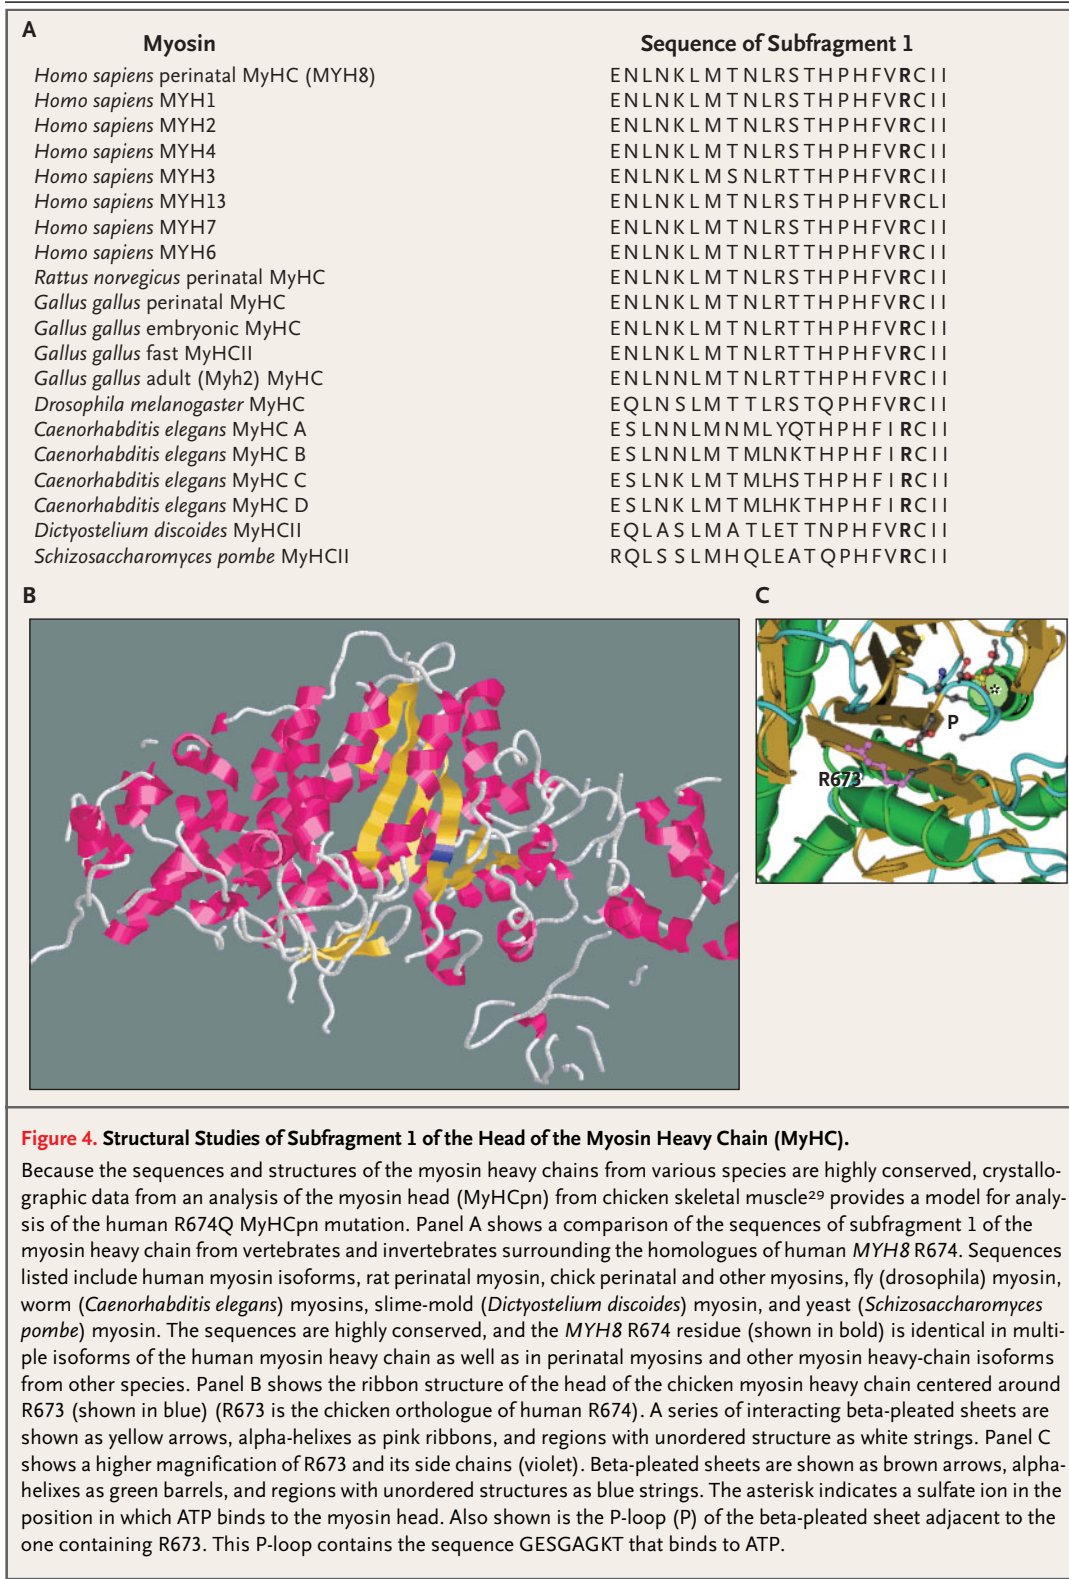 A
Myosin Sequence of Subfragment 1
Homo sapiens perinatal MyHC (MYH8) ENLNKLMTNLRSTHPHFVRCII
Homo sapiens MYH1 ENLNKLMTNLRSTHPHFVRCII
Homo sapiens MYH2 ENLNKLMTNLRSTHPHFVRCII
Homo sapiens MYH4 ENLNKLMTNLRSTHPHFVRCII
Homo sapiens MYH3 ENLNKLMSNLRTTHPHFVRCII
Homo sapiens MYH13 ENLNKLMTNLRSTHPHFVRCLI
Homo sapiens MYH7 ENLNKLMTNLRSTHPHFVRCII
Homo sapiens MYH6 ENLNKLMTNLRTTHPHFVRCII
Rattus norvegicus perinatal MyHC ENLNKLMTNLRSTHPHFVRCII
Gallus gallus perinatal MyHC ENLNKLMTNLRTTHPHFVRCII
Gallus gallus embryonic MyHC ENLNKLMTNLRTTHPHFVRCII
Gallus gallus fast MyHCII ENLNKLMTNLRTTHPHFVRCII
Gallus gallus adult (Myh2) MyHC ENLNNLMTNLRTTHPHFVRCII
Drosophila melanogaster MyHC EQLNSLMTTLRSTQPHFVRCII
Caenorhabditis elegans MyHC A ESLNNLMNMLYQTHPHFIRCII
Caenorhabditis elegans MyHC B ESLNNLMTMLNKTHPHFIRCII
Caenorhabditis elegans MyHC C ESLNKLMTMLHSTHPHFIRCII
Caenorhabditis elegans MyHC D ESLNKLMTMLHKTHPHFIRCII
Dictyostelium discoides MyHCII EQLASLMATLETTNPHFVRCII
Schizosaccharomyces pombe MyHCII RQLSSLMHQLEATQPHFVRCII
B
C
P
R673
*
Figure 4. Structural Studies of Subfragment 1 of the Head of the Myosin Heavy Chain (MyHC).
Because the sequences and structures of the myosin heavy chains from various species are highly conserved, crystallo-
graphic data from an analysis of the myosin head (MyHCpn) from chicken skeletal muscle29 provides a model for analy-
sis of the human R674Q MyHCpn mutation. Panel A shows a comparison of the sequences of subfragment 1 of the
myosin heavy chain from vertebrates and invertebrates surrounding the homologues of human MYH8 R674. Sequences
listed include human myosin isoforms, rat perinatal myosin, chick perinatal and other myosins, fly (drosophila) myosin,
worm (Caenorhabditis elegans) myosins, slime-mold (Dictyostelium discoides) myosin, and yeast (Schizosaccharomyces
pombe) myosin. The sequences are highly conserved, and the MYH8 R674 residue (shown in bold) is identical in multi-
ple isoforms of the human myosin heavy chain as well as in perinatal myosins and other myosin heavy-chain isoforms
from other species. Panel B shows the ribbon structure of the head of the chicken myosin heavy chain centered around
R673 (shown in blue) (R673 is the chicken orthologue of human R674). A series of interacting beta-pleated sheets are
shown as yellow arrows, alpha-helixes as pink ribbons, and regions with unordered structure as white strings. Panel C
shows a higher magnification of R673 and its side chains (violet). Beta-pleated sheets are shown as brown arrows, alpha-
helixes as green barrels, and regions with unordered structures as blue strings. The asterisk indicates a sulfate ion in the
position in which ATP binds to the myosin head. Also shown is the P-loop (P) of the beta-pleated sheet adjacent to the
one containing R673. This P-loop contains the sequence GESGAGKT that binds to ATP.